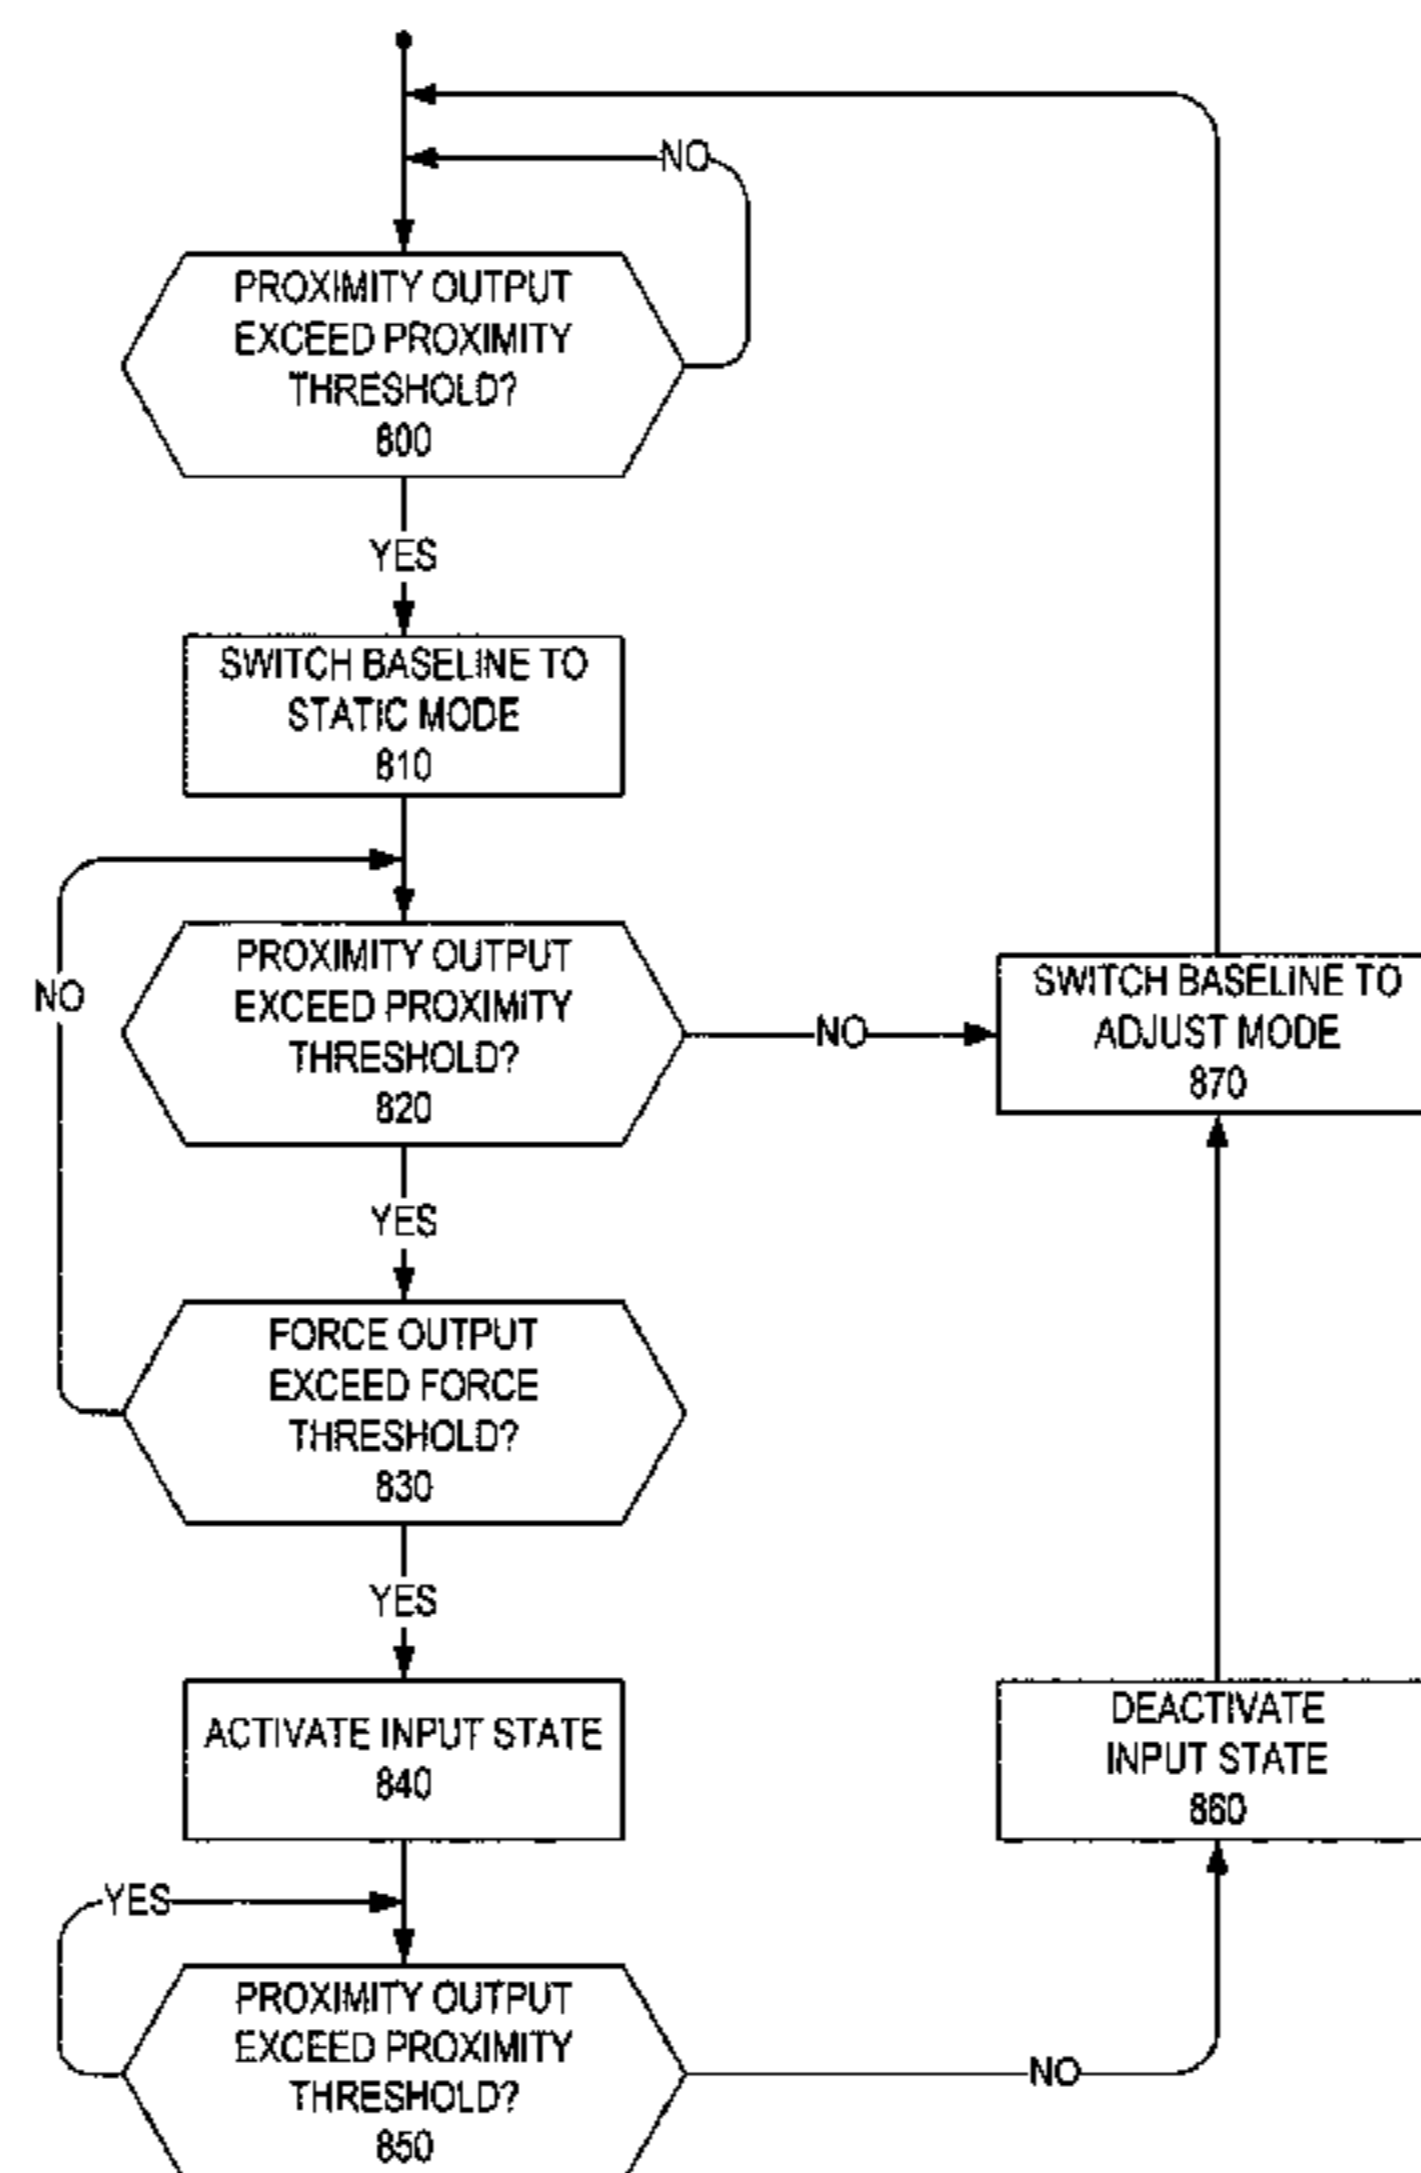 NO
PROXIMITY OUTPUT
EXCEED PROXIMITY
THRESHOLD?
800
YES
SWITCH BASELINE TO
STATIC MODE
810
NO
PROXIMITY OUTPUT
EXCEED PROXIMITY
THRESHOLD?
820
NO
SWITCH BASELINE TO
ADJUST MODE
870
YES
FORCE OUTPUT
EXCEED FORCE
THRESHOLD?
830
YES
ACTIVATE INPUT STATE
840
DEACTIVATE
INPUT STATE
860
YES
PROXIMITY OUTPUT
EXCEED PROXIMITY
THRESHOLD?
850
NO